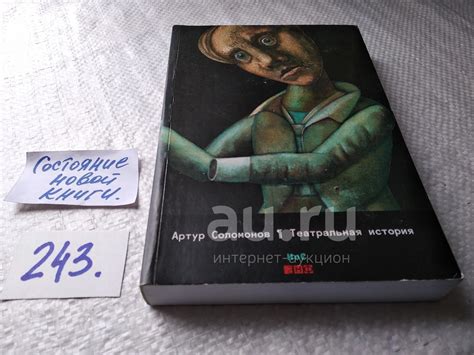 Состояние
новой
книги.
243.
Артур Соломонов Театральная история
au.ru
интернет-аукцион